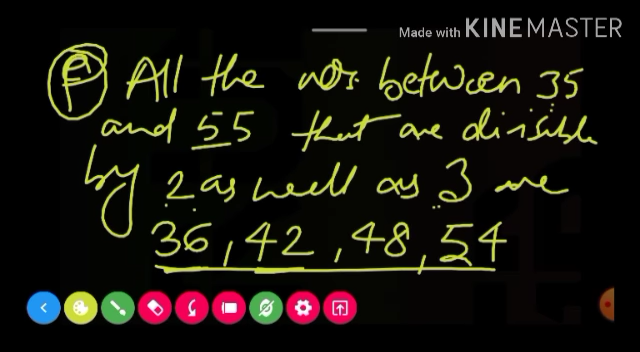 Made with KINEMASTER
All the nos. between 35
and 55 that are divisible
by 2 as well as 3 are
36, 42, 48, 54